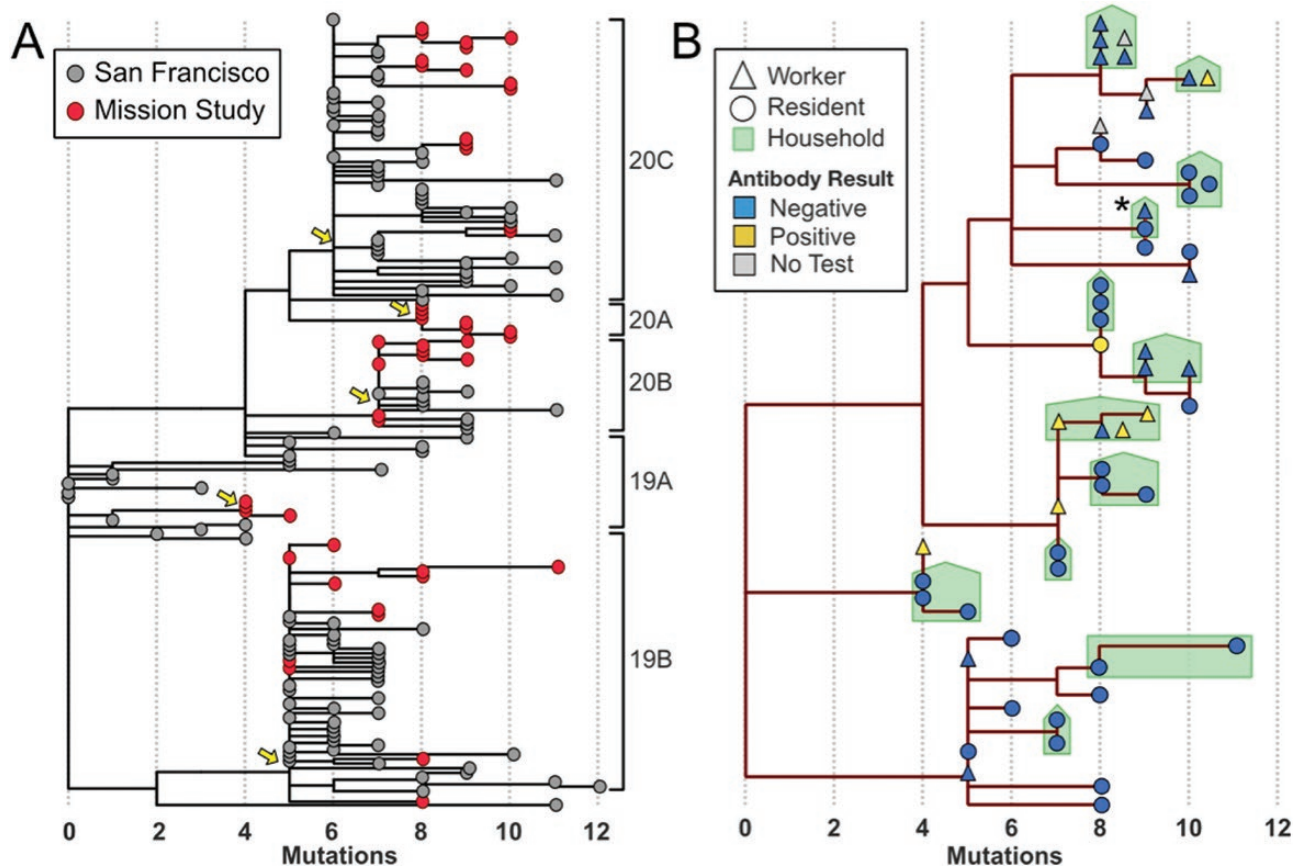 A
San Francisco
Mission Study
20C
20A
20B
19A
19B
0 2 4 6 8 10 12
Mutations
B
Worker
Resident
Household
Antibody Result
Negative
Positive
No Test
*
0 2 4 6 8 10 12
Mutations